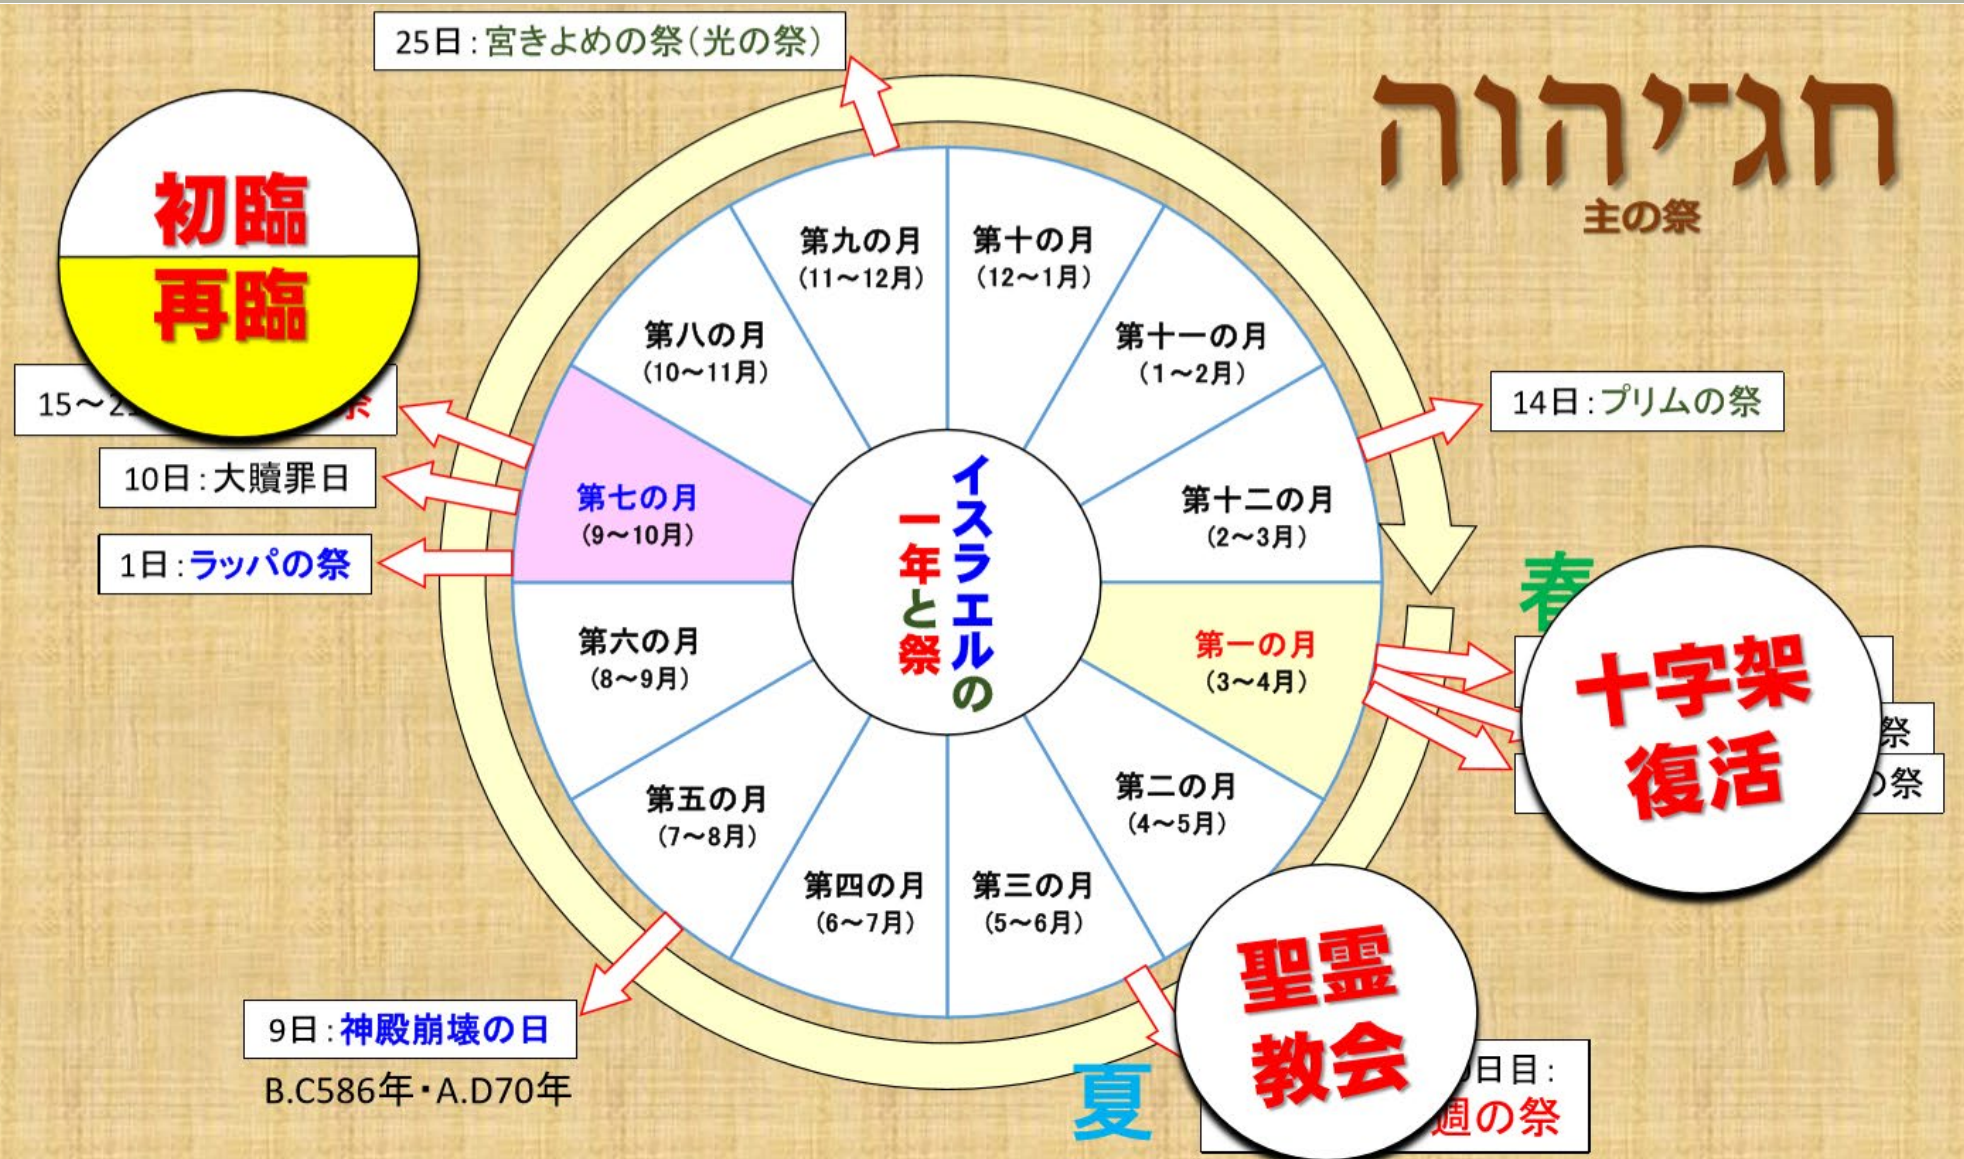 25日：宮きよめの祭（光の祭）
חג־יהוה
主の祭
初臨
再臨
15～2
祭
10日：大贖罪日
1日：ラッパの祭
第九の月
（11～12月）
第十の月
（12～1月）
第八の月
（10～11月）
第十一の月
（1～2月）
14日：プリムの祭
第七の月
（9～10月）
第十二の月
（2～3月）
イスラエルの
一年と祭
第六の月
（8～9月）
第一の月
（3～4月）
春
十字架
復活
祭
の祭
第五の月
（7～8月）
第二の月
（4～5月）
第四の月
（6～7月）
第三の月
（5～6月）
9日：神殿崩壊の日
B.C586年・A.D70年
夏
聖霊
教会
日目：
週の祭